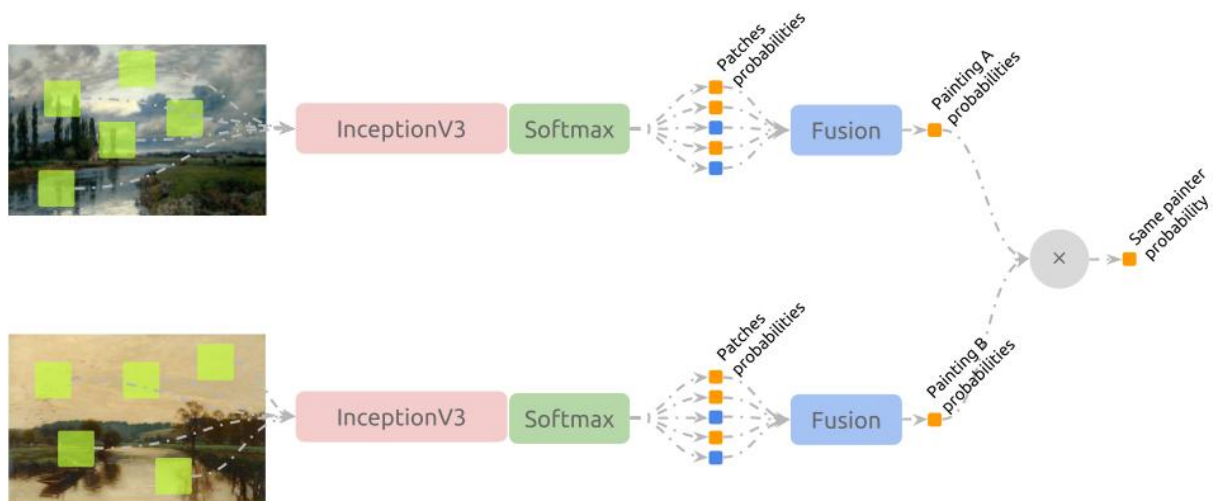 Patches
probabilities
Painting A
probabilities
InceptionV3
Softmax
Fusion
Same painter
probability
×
Patches
probabilities
Painting B
probabilities
InceptionV3
Softmax
Fusion